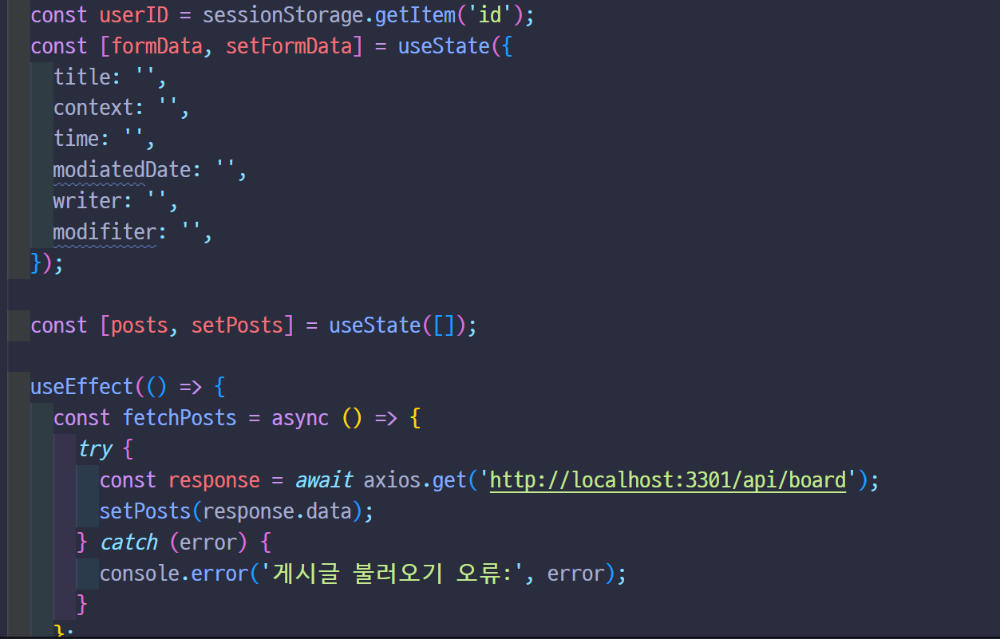 const userID = sessionStorage.getItem('id');
const [formData, setFormData] = useState({
title: '',
context: '',
time: '',
modiatedDate: '',
writer: '',
modifiter: '',
});
const [posts, setPosts] = useState([]);
useEffect(() => {
const fetchPosts = async () => {
try {
const response = await axios.get('http://localhost:3301/api/board');
setPosts(response.data);
} catch (error) {
console.error('게시글 불러오기 오류:', error);
}
};